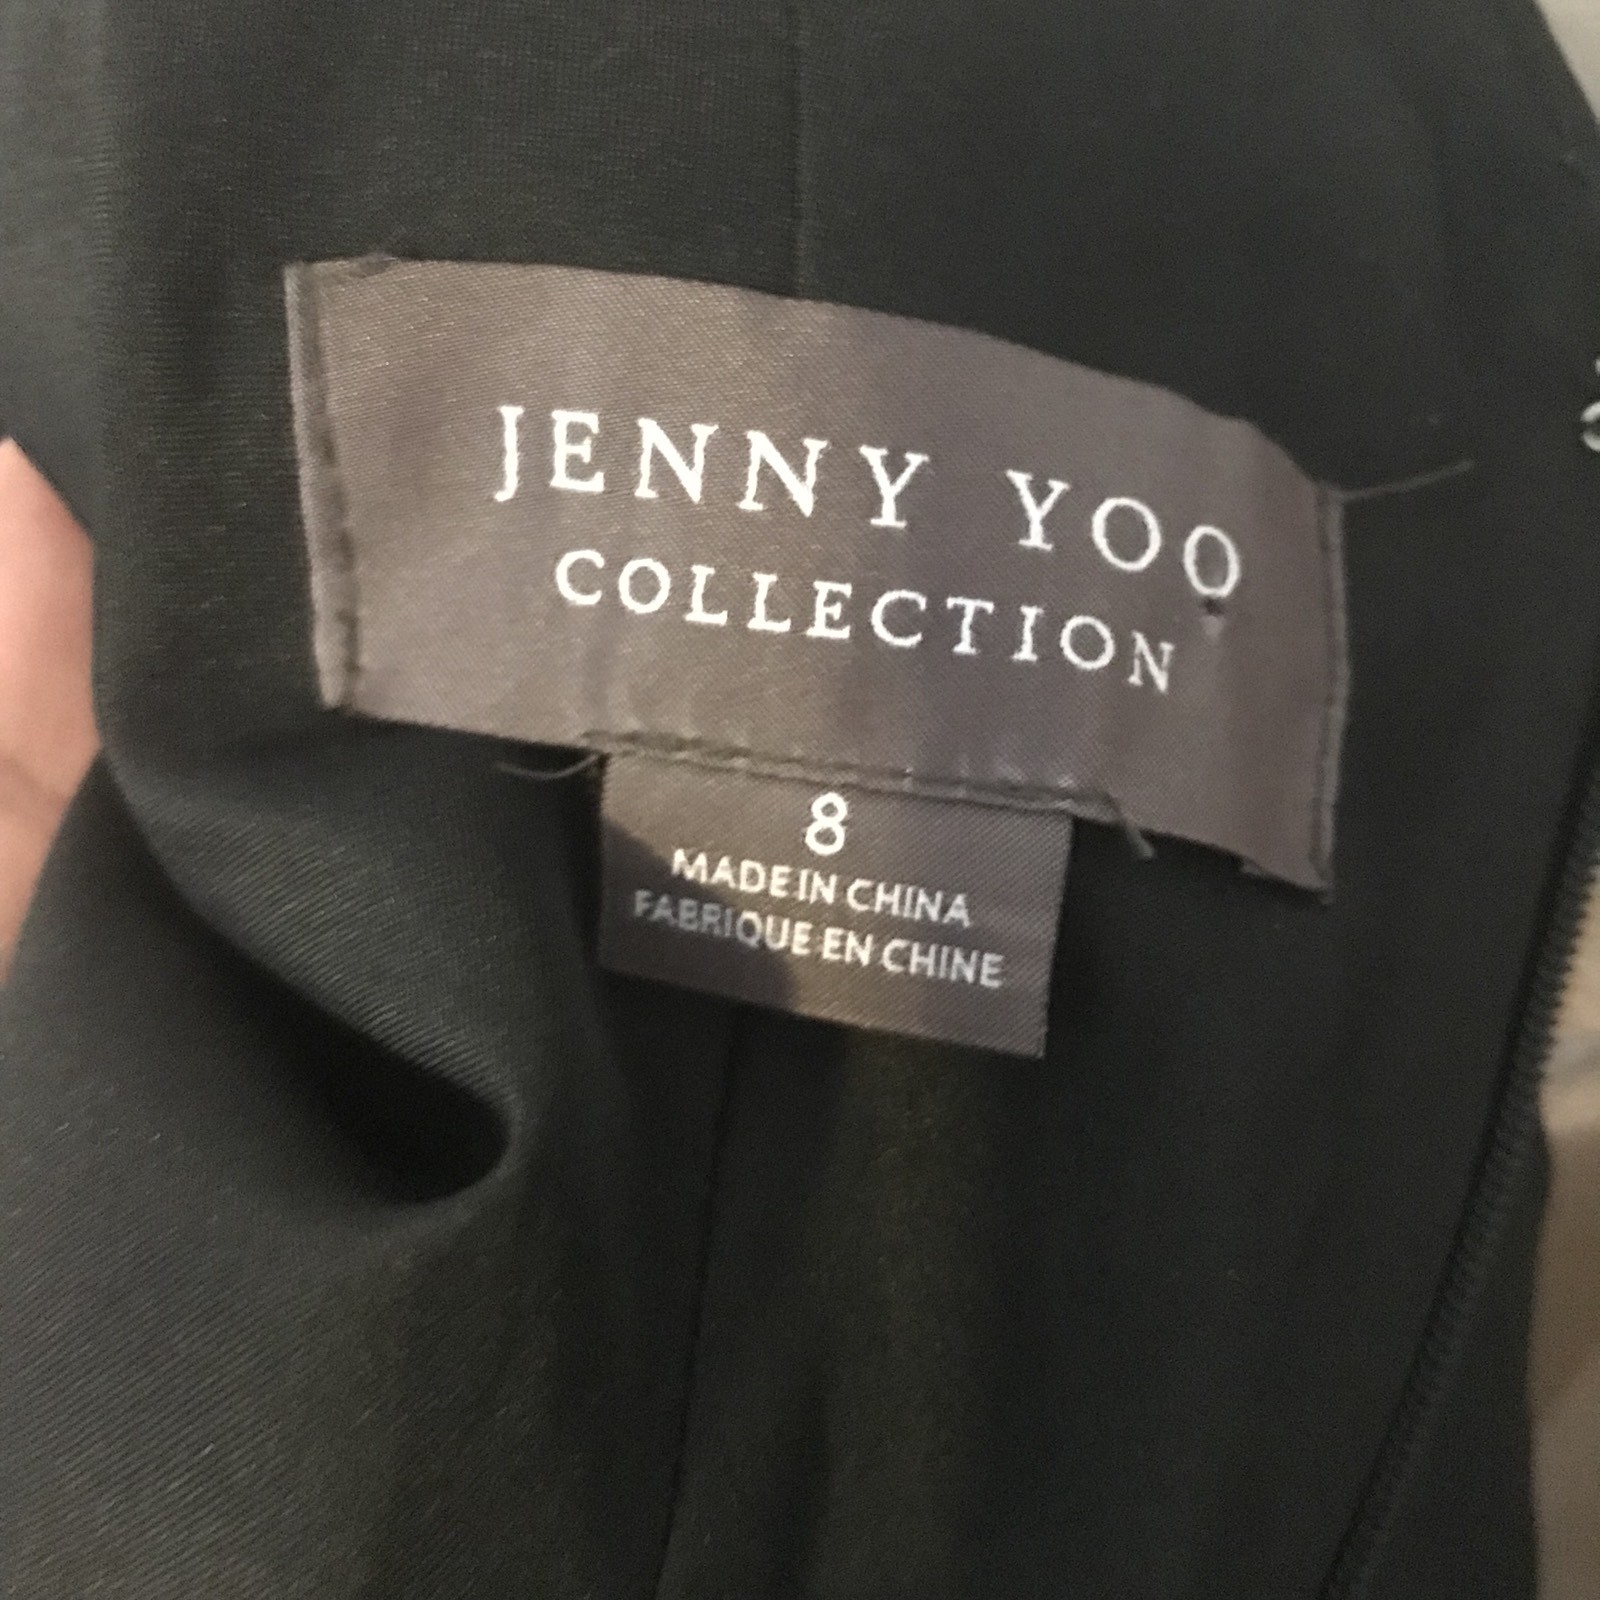 JENNY YOO
COLLECTION
8
MADE IN CHINA
FABRIQUE EN CHINE